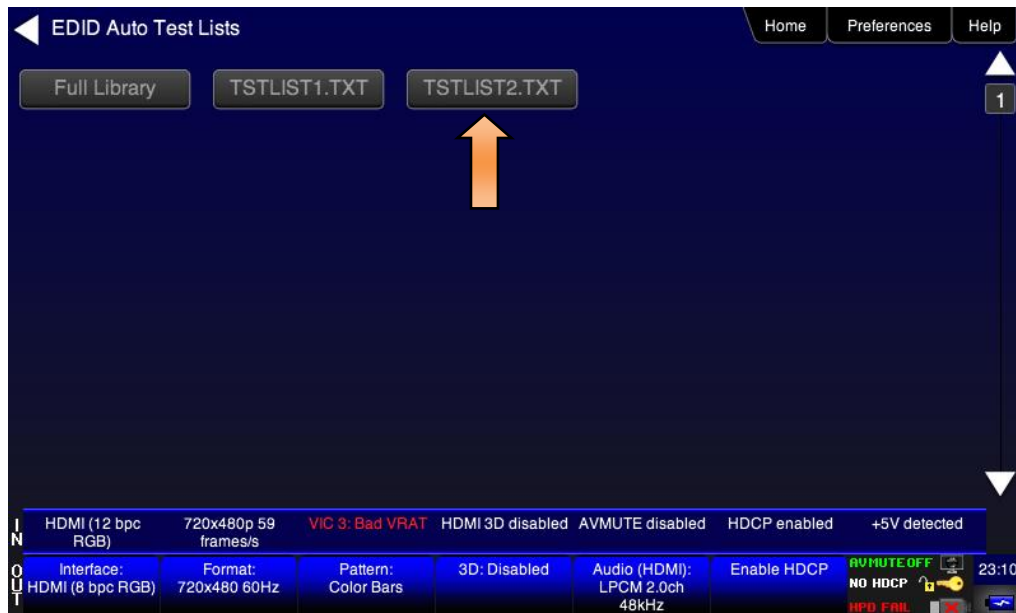 EDID Auto Test Lists
Home
Preferences
Help
Full Library
TSTLIST1.TXT
TSTLIST2.TXT
1
IN
HDMI (12 bpc
RGB)
720x480p 59
frames/s
VIC 3: Bad VRAT
HDMI 3D disabled
AVMUTE disabled
HDCP enabled
+5V detected
OUT
Interface:
HDMI (8 bpc RGB)
Format:
720x480 60Hz
Pattern:
Color Bars
3D: Disabled
Audio (HDMI):
LPCM 2.0ch
48kHz
Enable HDCP
AVMUTEOFF
NO HDCP
HPD FAIL
23:10